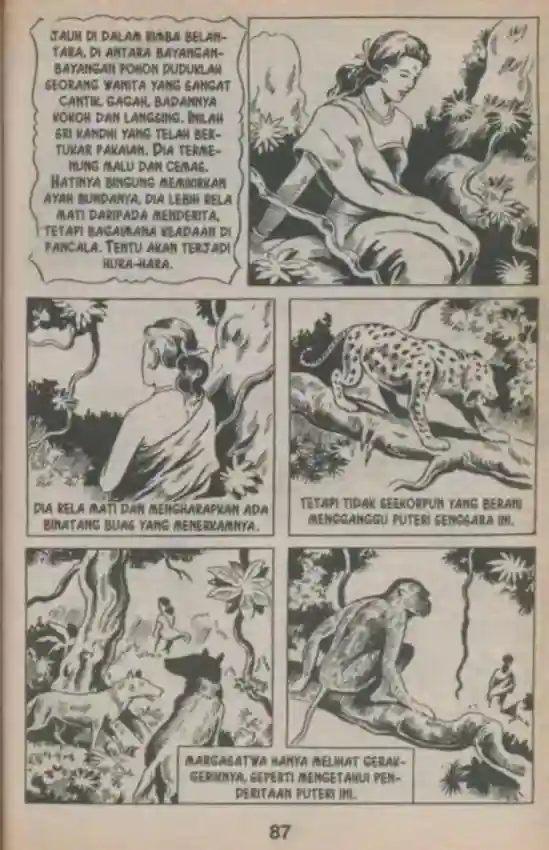 JAUH DI DALAM RIMBA BELAN-
TARA, DI ANTARA BAYANGAN-
BAYANGAN POHON DUDUKLAH
SEORANG WANITA YANG SANGAT
CANTIK, GAGAH, BADANNYA
KOKOH DAN LANGSING. INILAH
SRI KANDHI YANG TELAH BER-
TUKAR PAKAIAN. DIA TERME-
NUNG MALU DAN CEMAS.
HATINYA BINGUNG MEMIKIRKAN
AYAH BUNDANYA, DIA LEBIH RELA
MATI DARIPADA MENDERITA,
TETAPI BAGAIMANA KEADAAN DI
PANCALA. TENTU AKAN TERJADI
HURA-HARA.
DIA RELA MATI DAN MENGHARAPKAN ADA
BINATANG BUAS YANG MENERKAMNYA.
TETAPI TIDAK SEEKORPUN YANG BERANI
MENGGANGGU PUTERI SENGSARA INI.
MARGASATWA HANYA MELIHAT GERAK-
GERIKNYA, SEPERTI MENGETAHUI PEN-
DERITAAN PUTERI INI.
87